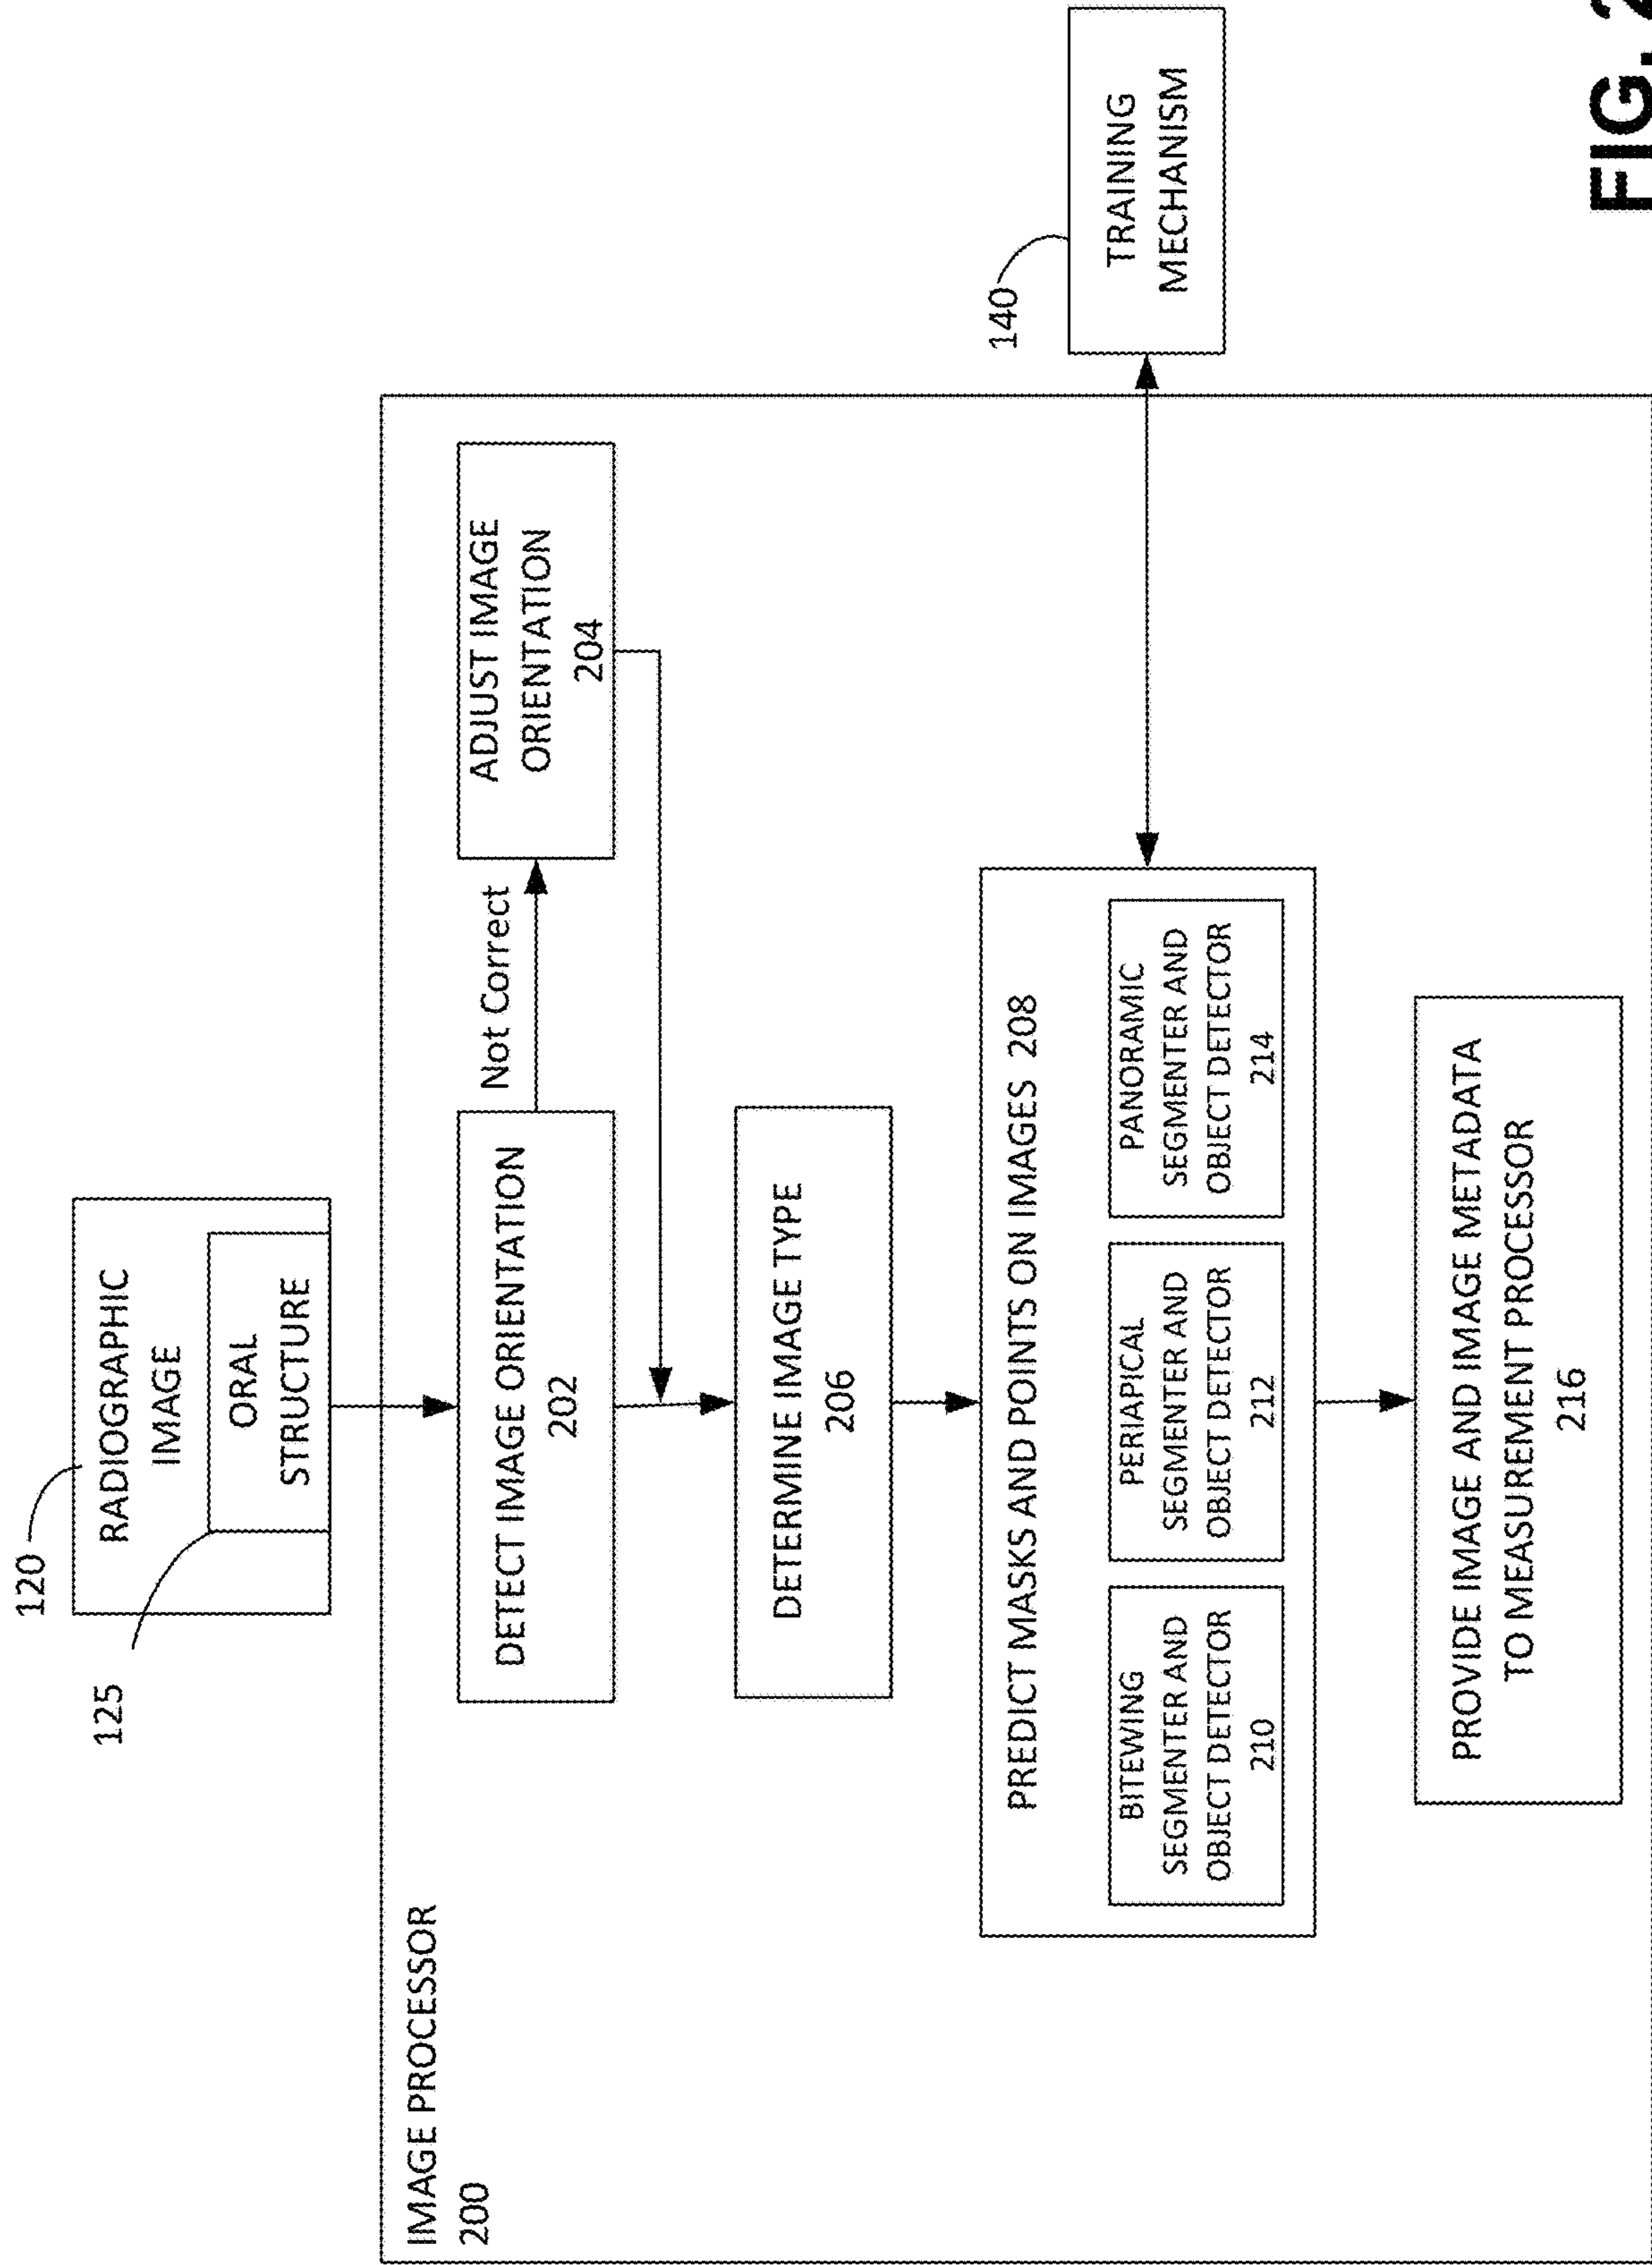 120
RADIOGRAPHIC
IMAGE
125
ORAL
STRUCTURE
IMAGE PROCESSOR
200
DETECT IMAGE ORIENTATION
202
Not Correct
ADJUST IMAGE
ORIENTATION
204
DETERMINE IMAGE TYPE
206
PREDICT MASKS AND POINTS ON IMAGES 208
BITEWING
SEGMENTER AND
OBJECT DETECTOR
210
PERIAPICAL
SEGMENTER AND
OBJECT DETECTOR
212
PANORAMIC
SEGMENTER AND
OBJECT DETECTOR
214
140
TRAINING
MECHANISM
PROVIDE IMAGE AND IMAGE METADATA
TO MEASUREMENT PROCESSOR
216
FIG. 2